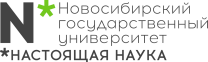 N*
Новосибирский
государственный
университет
*НАСТОЯЩАЯ НАУКА